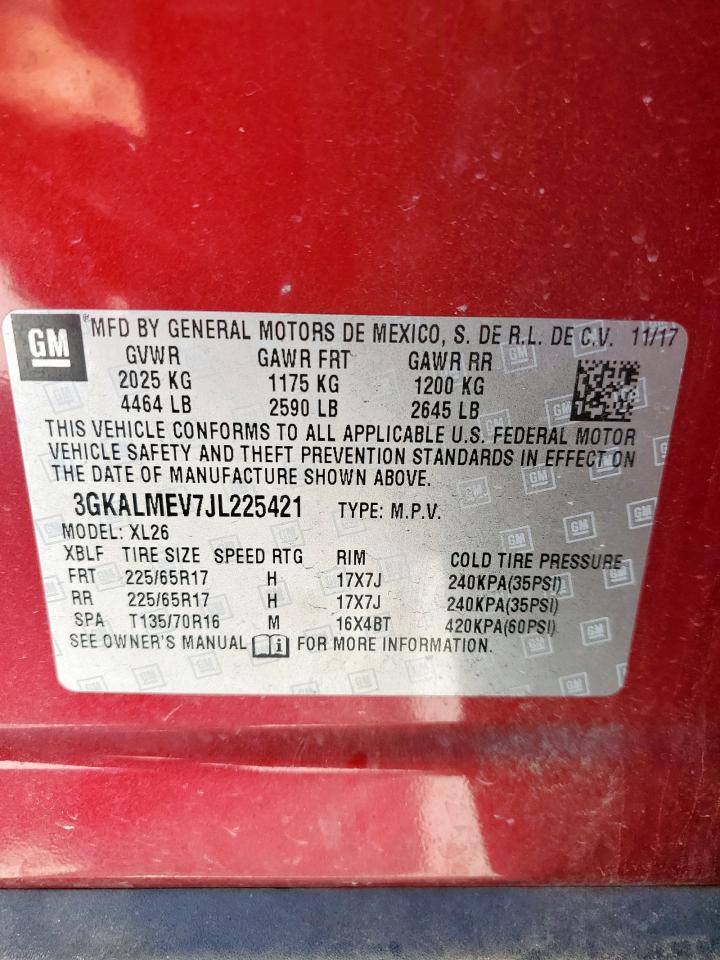 GM ® MFD BY GENERAL MOTORS DE MEXICO, S. DE R.L. DE C.V. 11/17
GVWR GAWR FRT GAWR RR
2025 KG 1175 KG 1200 KG
4464 LB 2590 LB 2645 LB
THIS VEHICLE CONFORMS TO ALL APPLICABLE U.S. FEDERAL MOTOR
VEHICLE SAFETY AND THEFT PREVENTION STANDARDS IN EFFECT ON
THE DATE OF MANUFACTURE SHOWN ABOVE.
3GKALMEV7JL225421 TYPE: M.P.V.
MODEL: XL26
XBLF TIRE SIZE SPEED RTG RIM COLD TIRE PRESSURE
FRT 225/65R17 H 17X7J 240KPA(35PSI)
RR 225/65R17 H 17X7J 240KPA(35PSI)
SPA T135/70R16 M 16X4BT 420KPA(60PSI)
SEE OWNER'S MANUAL FOR MORE INFORMATION.